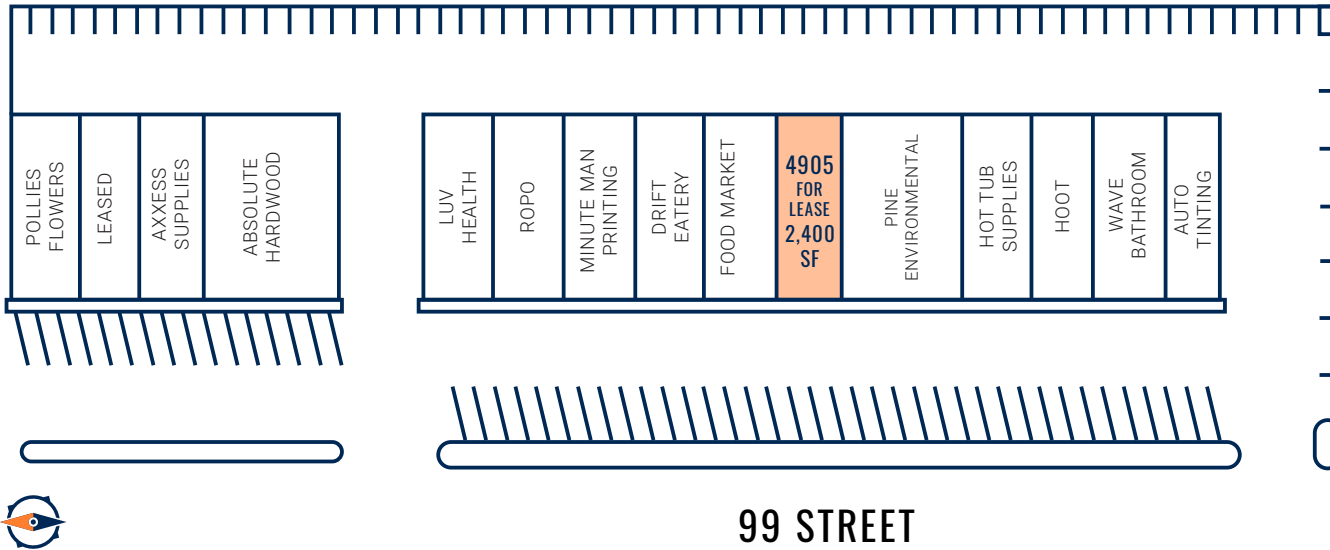 POLLIES
FLOWERS
LEASED
AXXESS
SUPPLIES
ABSOLUTE
HARDWOOD
LUV
HEALTH
ROPO
MINUTE MAN
PRINTING
DRIFT
EATERY
FOOD MARKET
4905
FOR
LEASE
2,400
SF
PINE
ENVIRONMENTAL
HOT TUB
SUPPLIES
HOOT
WAVE
BATHROOM
AUTO
TINTING
99 STREET